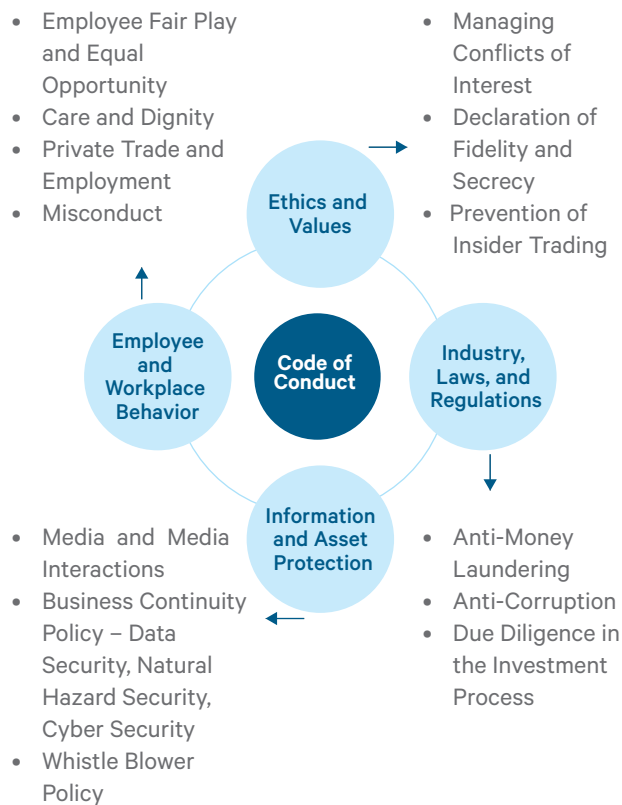 • Employee Fair Play
and Equal
Opportunity
• Care and Dignity
• Private Trade and
Employment
• Misconduct
• Managing
Conflicts of
Interest
• Declaration of
Fidelity and
Secrecy
• Prevention of
Insider Trading
Ethics and
Values
Employee
and
Workplace
Behavior
Code of
Conduct
Industry,
Laws, and
Regulations
Information
and Asset
Protection
• Media and Media
Interactions
• Business Continuity
Policy – Data
Security, Natural
Hazard Security,
Cyber Security
• Whistle Blower
Policy
• Anti-Money
Laundering
• Anti-Corruption
• Due Diligence in
the Investment
Process